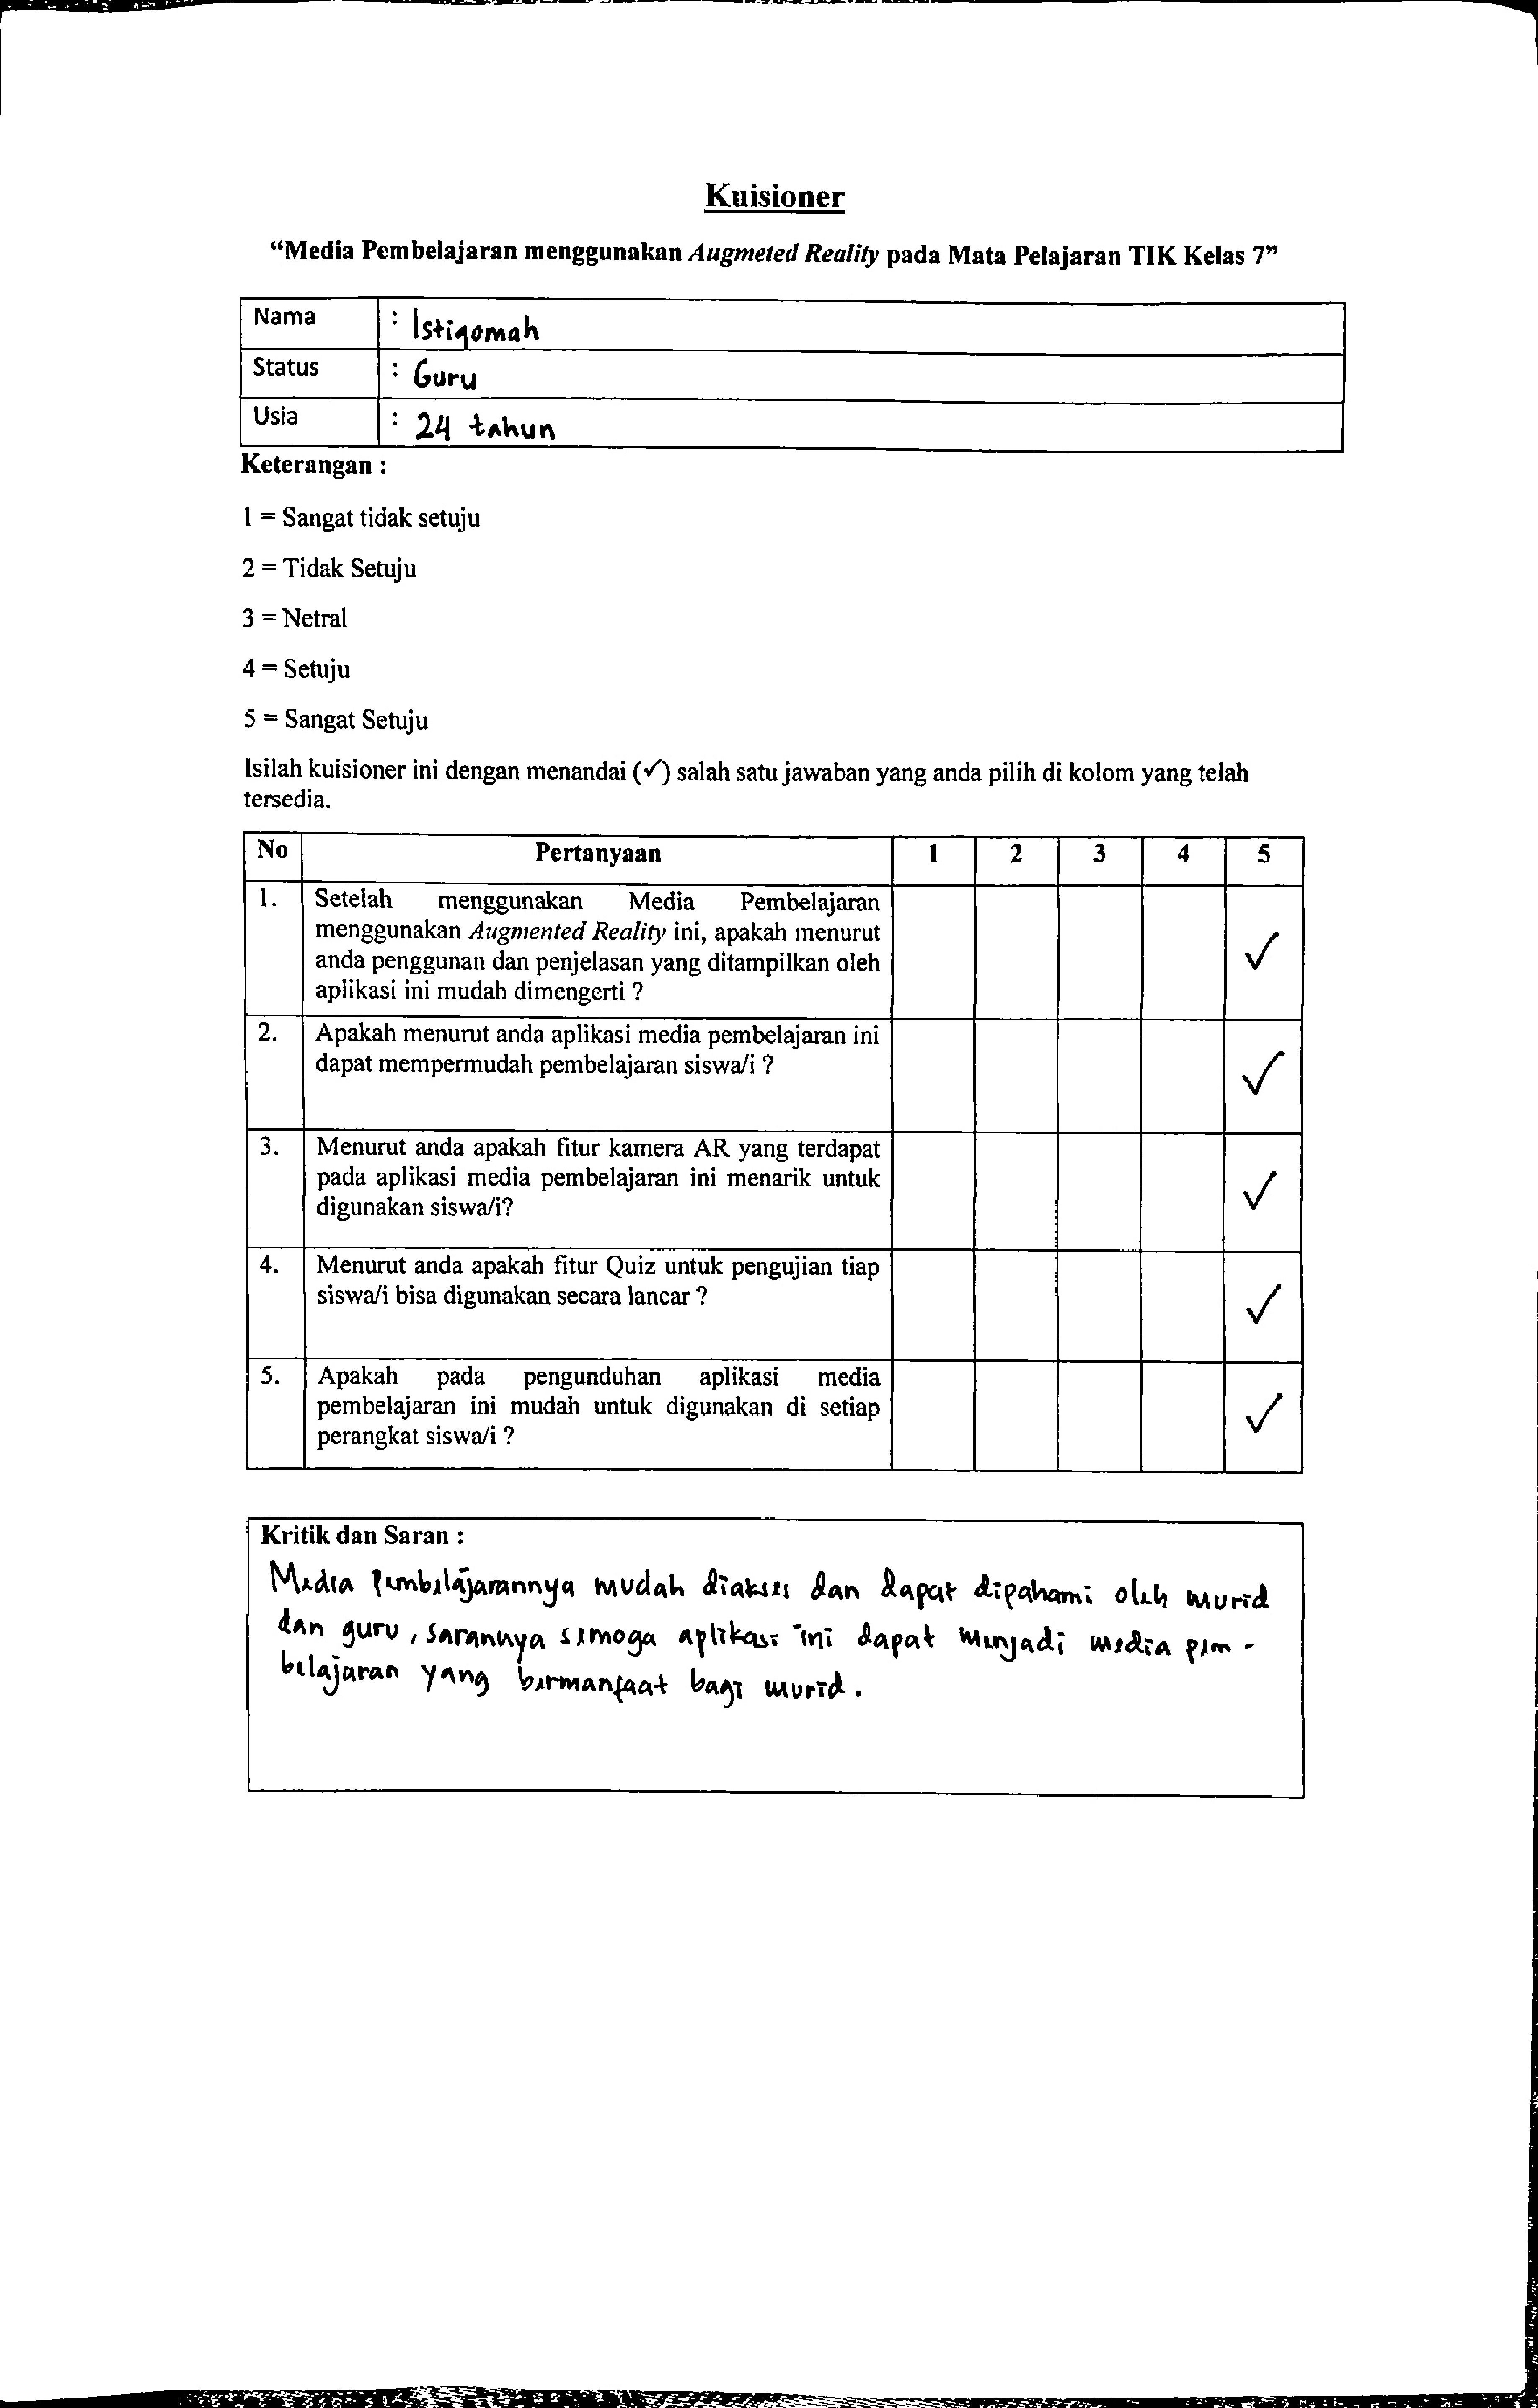 Kuisioner
“Media Pembelajaran menggunakan Augmeted Reality pada Mata Pelajaran TIK Kelas 7”
Nama : Istiqomah
Status : Guru
Usia : 24 tahun
Keterangan :
1 = Sangat tidak setuju
2 = Tidak Setuju
3 = Netral
4 = Setuju
5 = Sangat Setuju
Isilah kuisioner ini dengan menandai (✓) salah satu jawaban yang anda pilih di kolom yang telah
tersedia.
No Pertanyaan 1 2 3 4 5
1. Setelah menggunakan Media Pembelajaran
menggunakan Augmented Reality ini, apakah menurut
anda penggunan dan penjelasan yang ditampilkan oleh ✓
aplikasi ini mudah dimengerti ?
2. Apakah menurut anda aplikasi media pembelajaran ini
dapat mempermudah pembelajaran siswa/i ? ✓
3. Menurut anda apakah fitur kamera AR yang terdapat
pada aplikasi media pembelajaran ini menarik untuk ✓
digunakan siswa/i?
4. Menurut anda apakah fitur Quiz untuk pengujian tiap
siswa/i bisa digunakan secara lancar ? ✓
5. Apakah pada pengunduhan aplikasi media
pembelajaran ini mudah untuk digunakan di setiap ✓
perangkat siswa/i ?
Kritik dan Saran :
Media Pembelajarannya mudah diakses dan dapat dipahami oleh murid
dan guru, sarannya semoga aplikasi ini dapat menjadi media pem -
belajaran yang bermanfaat bagi murid.